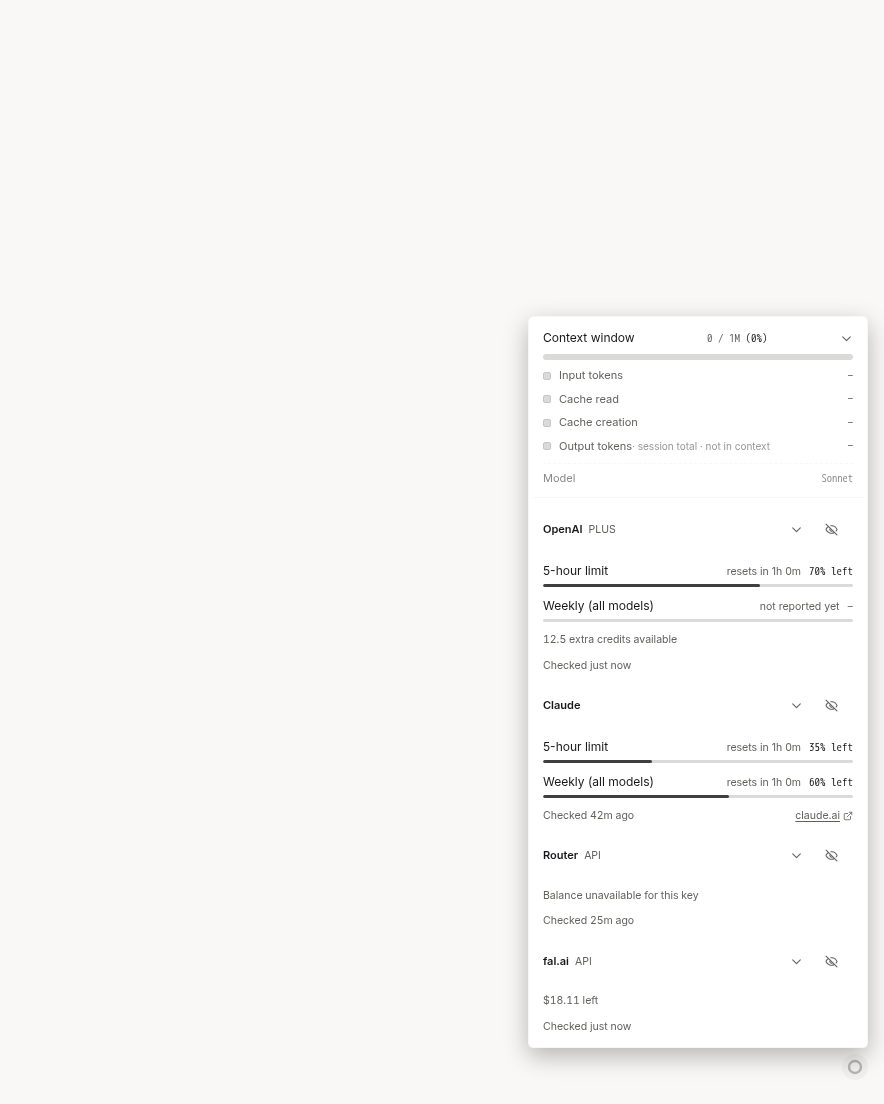 Context window 0 / 1M (0%)
Input tokens –
Cache read –
Cache creation –
Output tokens · session total · not in context –
Model Sonnet
OpenAI PLUS
5-hour limit resets in 1h 0m 70% left
Weekly (all models) not reported yet –
12.5 extra credits available
Checked just now
Claude
5-hour limit resets in 1h 0m 35% left
Weekly (all models) resets in 1h 0m 60% left
Checked 42m ago claude.ai
Router API
Balance unavailable for this key
Checked 25m ago
fal.ai API
$18.11 left
Checked just now